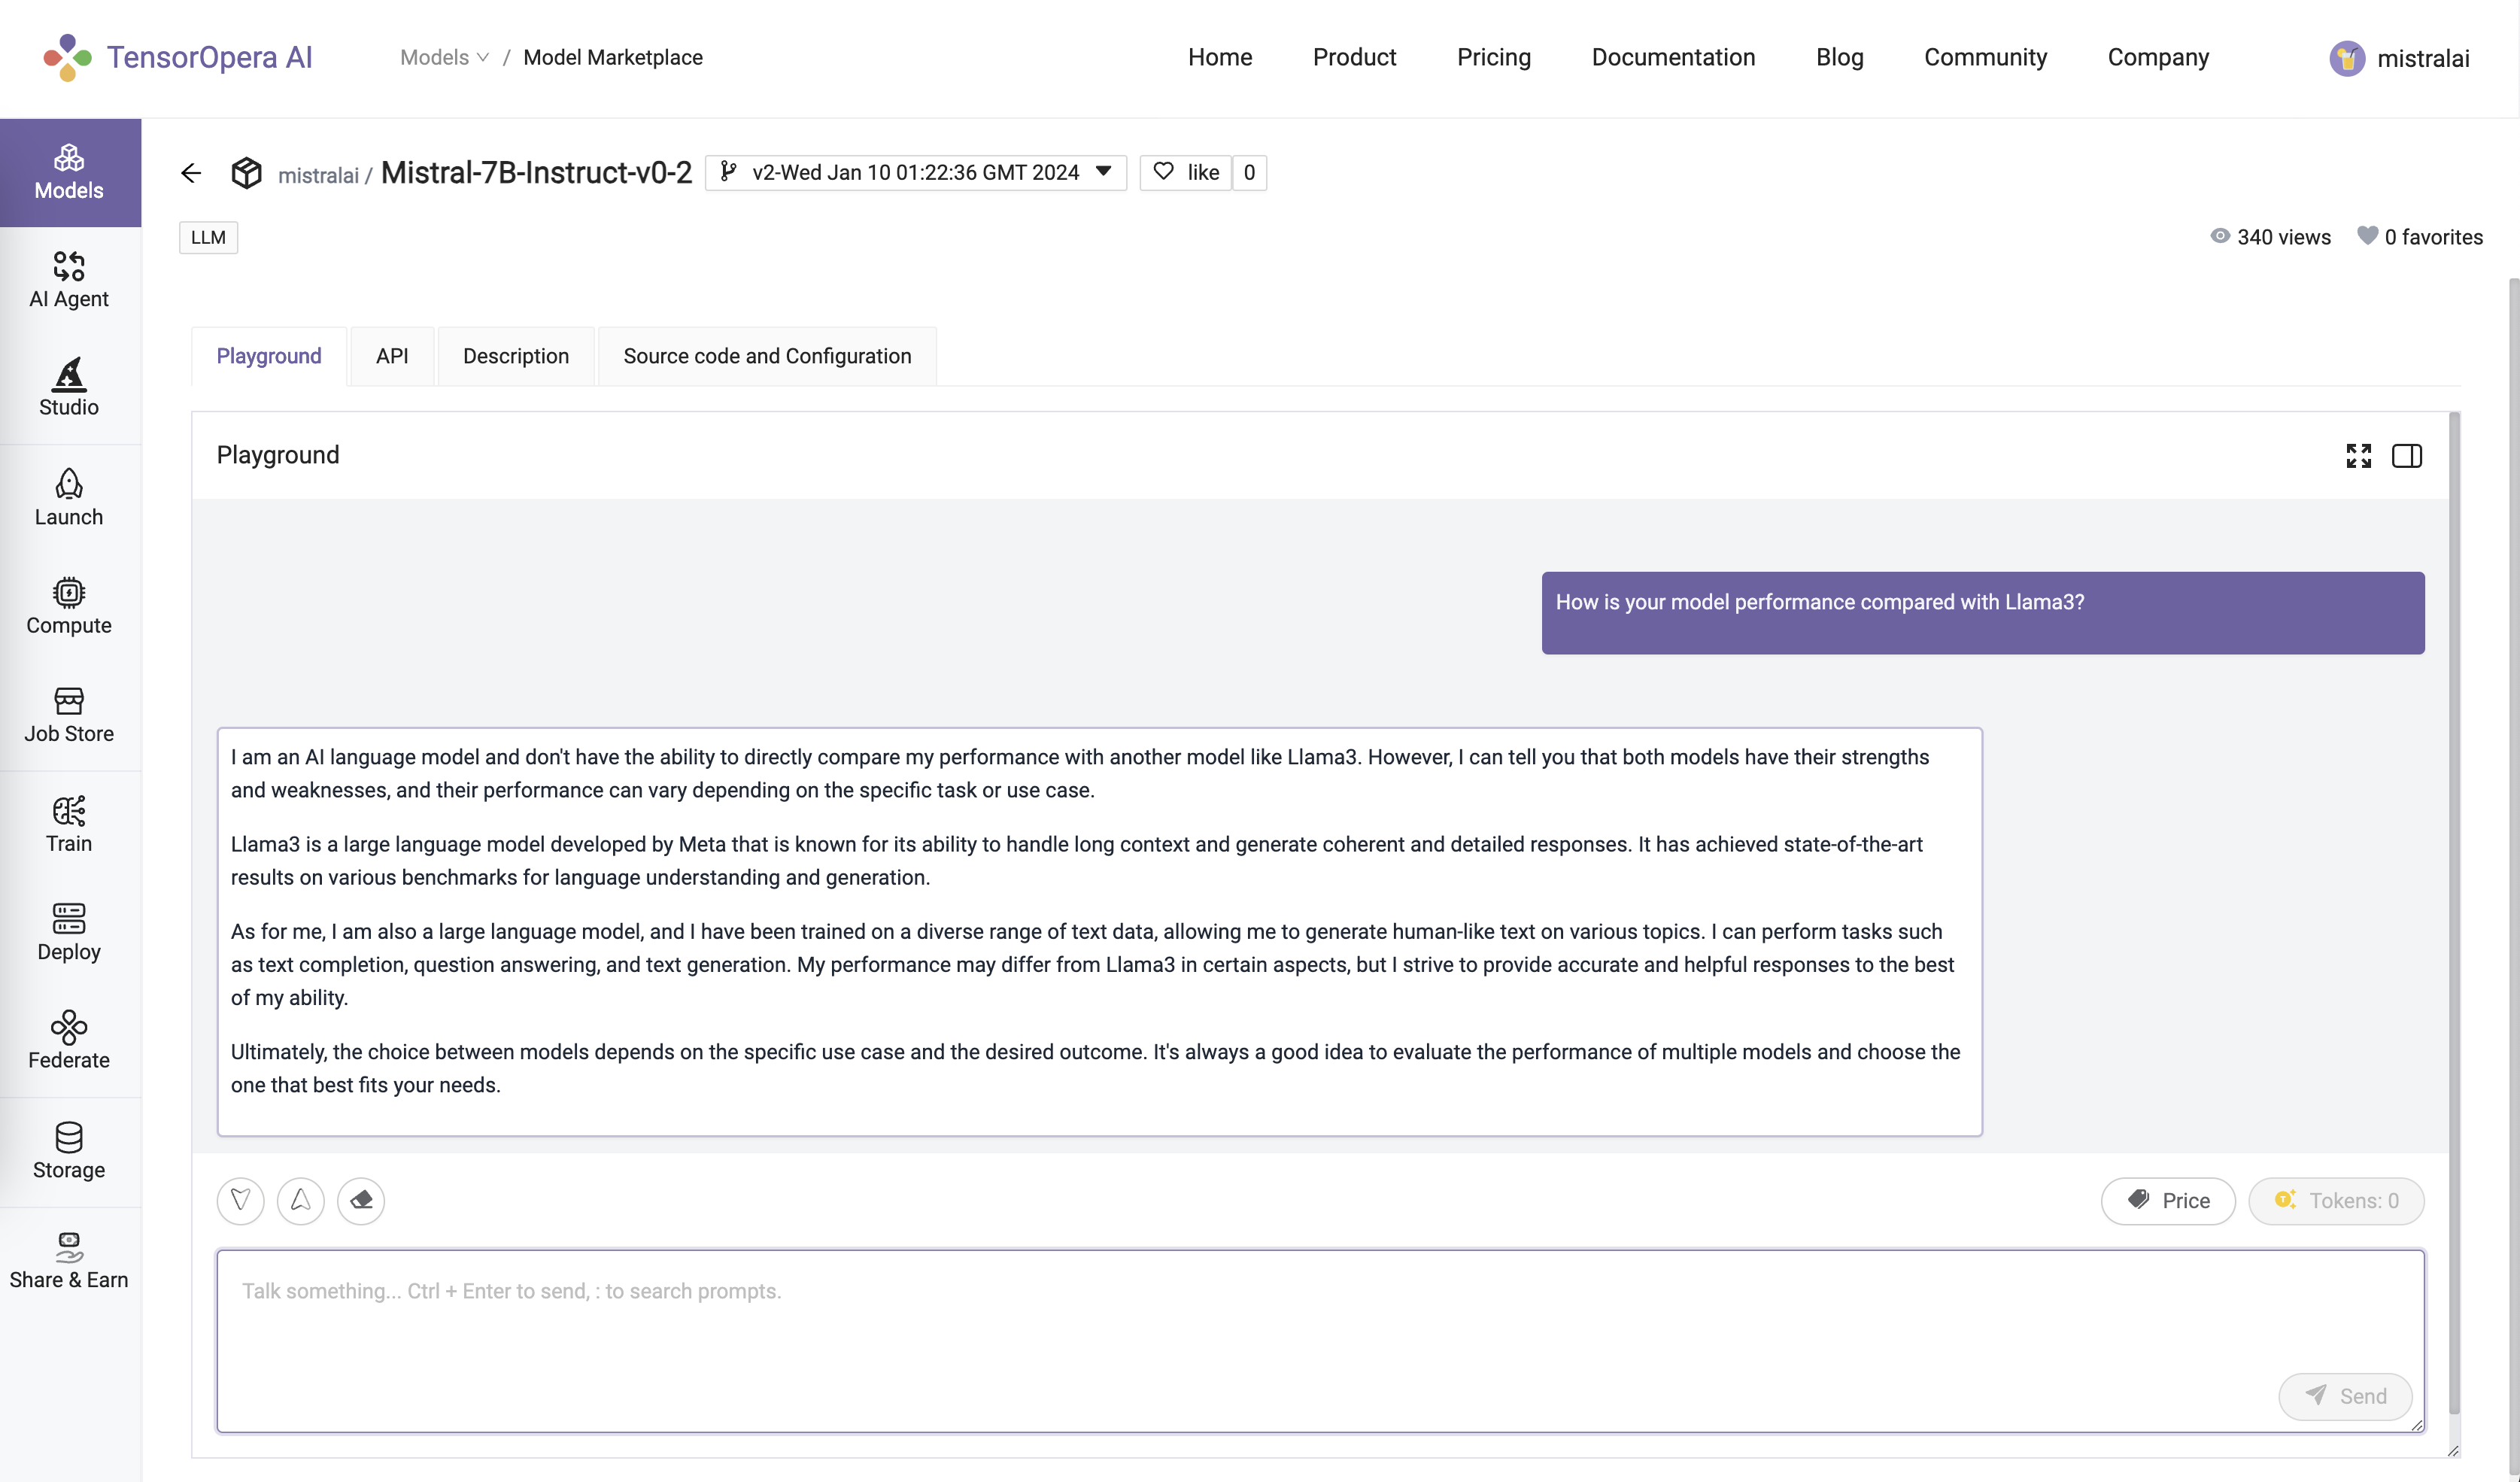 TensorOpera AI
Models / Model Marketplace
Home Product Pricing Documentation Blog Community Company
mistralai
Models
AI Agent
Studio
Launch
Compute
Job Store
Train
Deploy
Federate
Storage
Share & Earn
mistralai / Mistral-7B-Instruct-v0-2
v2-Wed Jan 10 01:22:36 GMT 2024
like 0
LLM
340 views 0 favorites
Playground API Description Source code and Configuration
Playground
How is your model performance compared with Llama3?
I am an AI language model and don't have the ability to directly compare my performance with another model like Llama3. However, I can tell you that both models have their strengths
and weaknesses, and their performance can vary depending on the specific task or use case.
Llama3 is a large language model developed by Meta that is known for its ability to handle long context and generate coherent and detailed responses. It has achieved state-of-the-art
results on various benchmarks for language understanding and generation.
As for me, I am also a large language model, and I have been trained on a diverse range of text data, allowing me to generate human-like text on various topics. I can perform tasks such
as text completion, question answering, and text generation. My performance may differ from Llama3 in certain aspects, but I strive to provide accurate and helpful responses to the best
of my ability.
Ultimately, the choice between models depends on the specific use case and the desired outcome. It's always a good idea to evaluate the performance of multiple models and choose the
one that best fits your needs.
Price
Tokens: 0
Talk something... Ctrl + Enter to send, : to search prompts.
Send